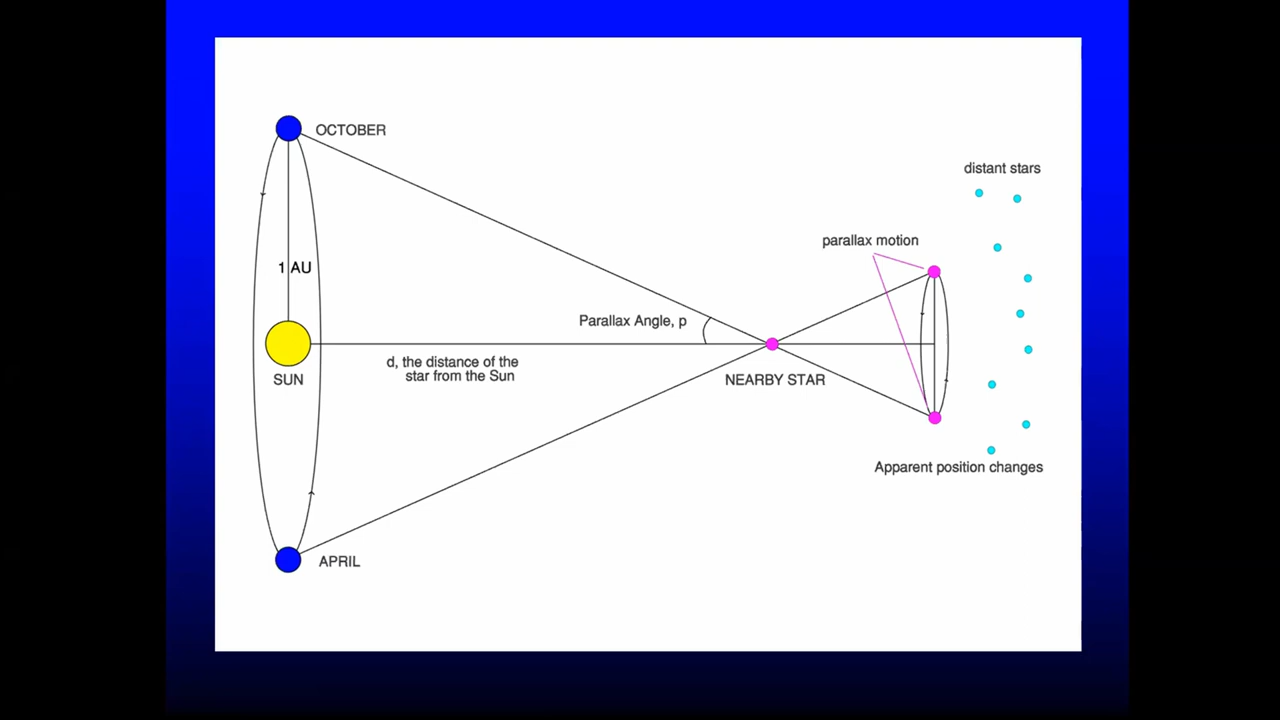 OCTOBER
distant stars
parallax motion
1 AU
Parallax Angle, p
d, the distance of the
star from the Sun
SUN
NEARBY STAR
Apparent position changes
APRIL